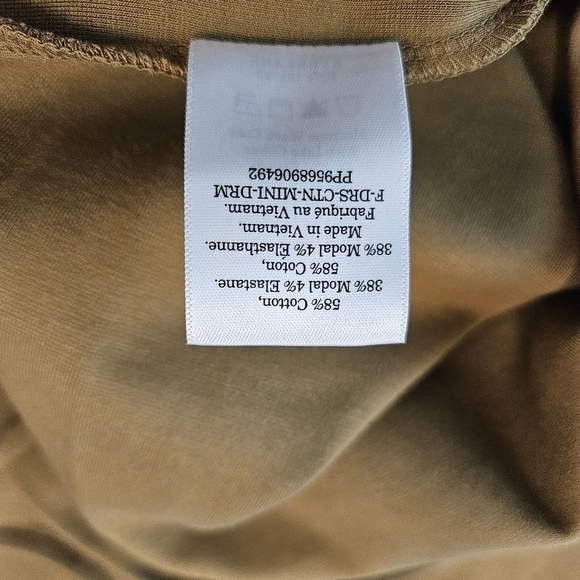 58% Cotton,
38% Modal 4% Elastane.
58% Coton,
38% Modal 4% Élasthanne.
Made in Vietnam.
Fabriqué au Vietnam.
F-DRS-CTN-MINI-DRM
PP95568906492